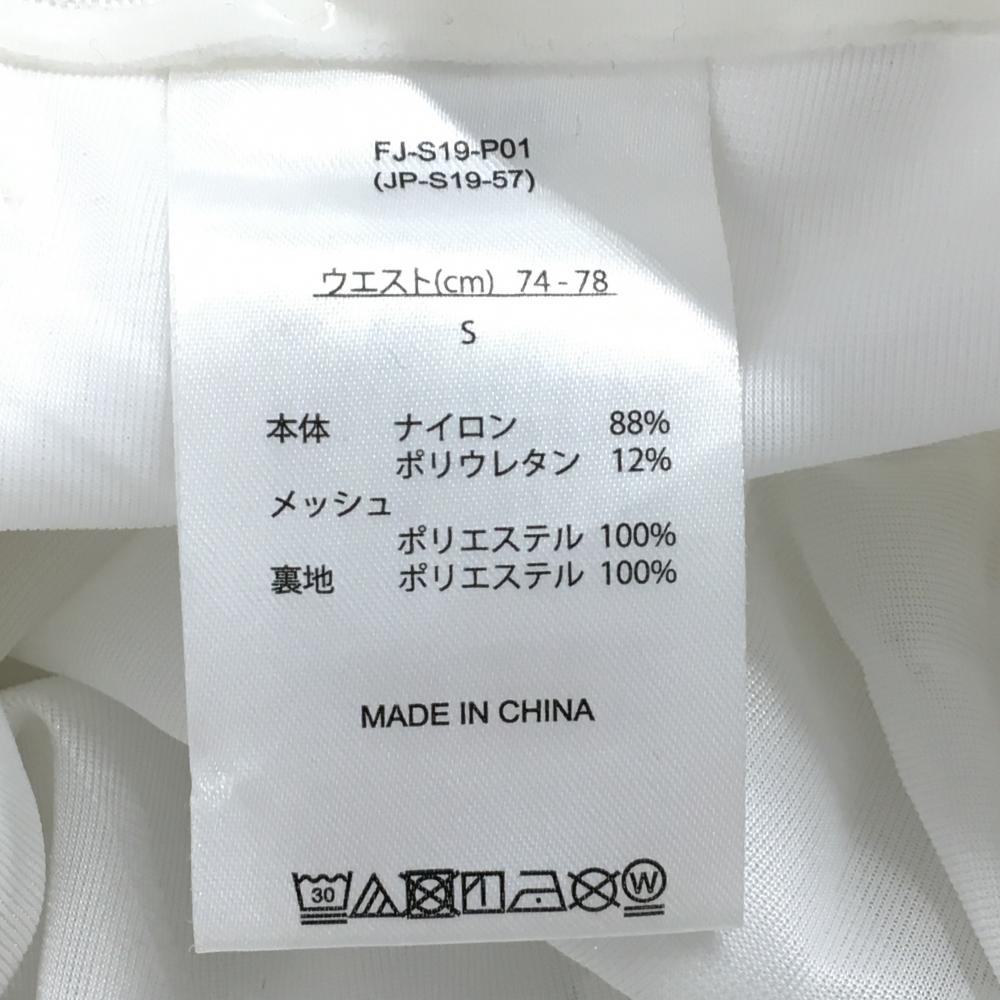 FJ-S19-P01
(JP-S19-57)
ウエスト(cm) 74 - 78
S
本体 ナイロン 88%
ポリウレタン 12%
メッシュ
ポリエステル 100%
裏地 ポリエステル 100%
MADE IN CHINA
30 W